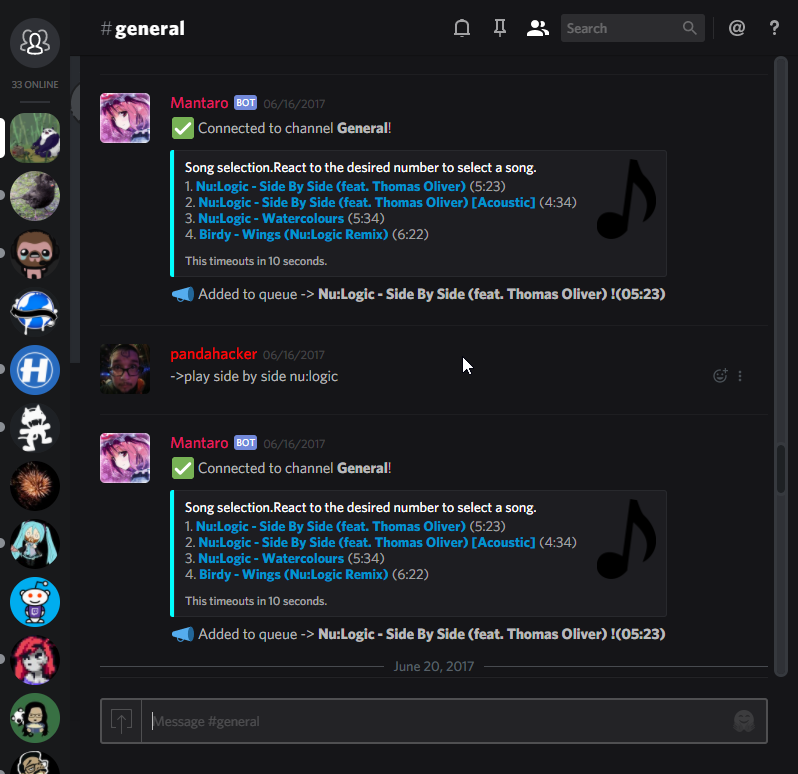 #general
Search
@
?
33 ONLINE
Mantaro BOT 06/16/2017
Connected to channel General!
Song selection.React to the desired number to select a song.
1. Nu:Logic - Side By Side (feat. Thomas Oliver) (5:23)
2. Nu:Logic - Side By Side (feat. Thomas Oliver) [Acoustic] (4:34)
3. Nu:Logic - Watercolours (5:34)
4. Birdy - Wings (Nu:Logic Remix) (6:22)
This timeouts in 10 seconds.
Added to queue -> Nu:Logic - Side By Side (feat. Thomas Oliver) !(05:23)
pandahacker 06/16/2017
->play side by side nu:logic
Mantaro BOT 06/16/2017
Connected to channel General!
Song selection.React to the desired number to select a song.
1. Nu:Logic - Side By Side (feat. Thomas Oliver) (5:23)
2. Nu:Logic - Side By Side (feat. Thomas Oliver) [Acoustic] (4:34)
3. Nu:Logic - Watercolours (5:34)
4. Birdy - Wings (Nu:Logic Remix) (6:22)
This timeouts in 10 seconds.
Added to queue -> Nu:Logic - Side By Side (feat. Thomas Oliver) !(05:23)
June 20, 2017
Message #general
H